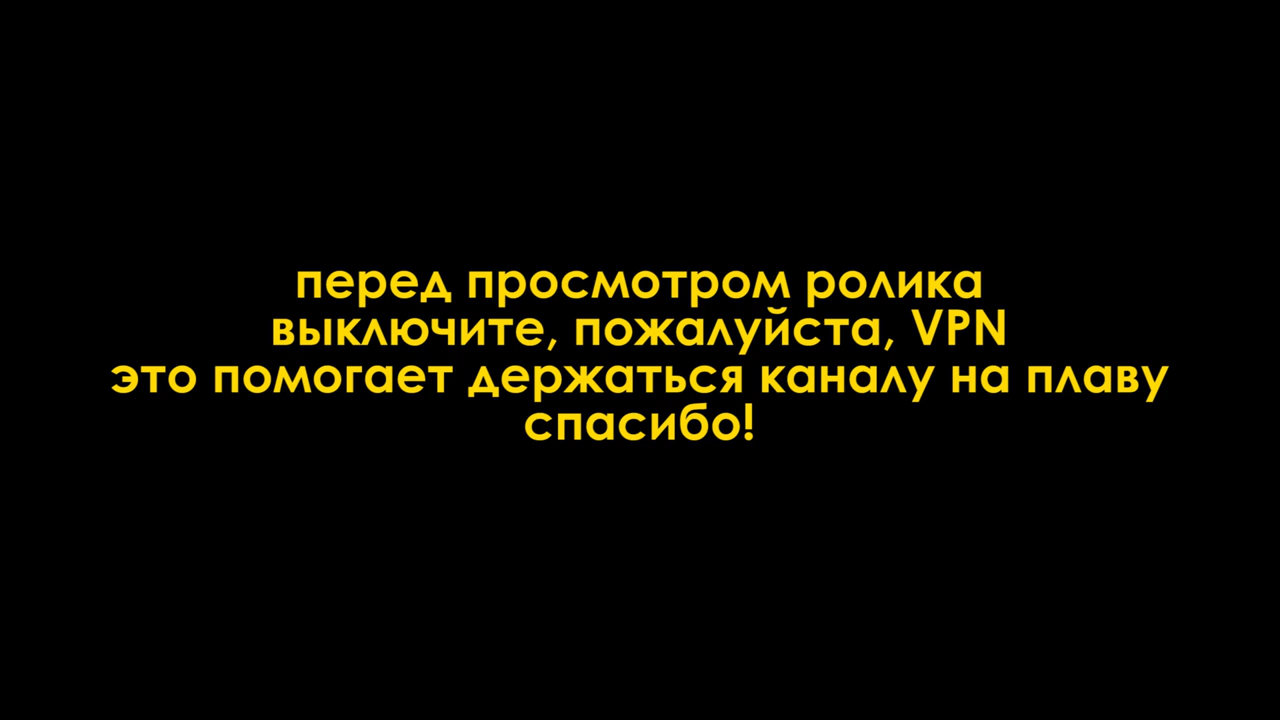 перед просмотром ролика
выключите, пожалуйста, VPN
это помогает держаться каналу на плаву
спасибо!